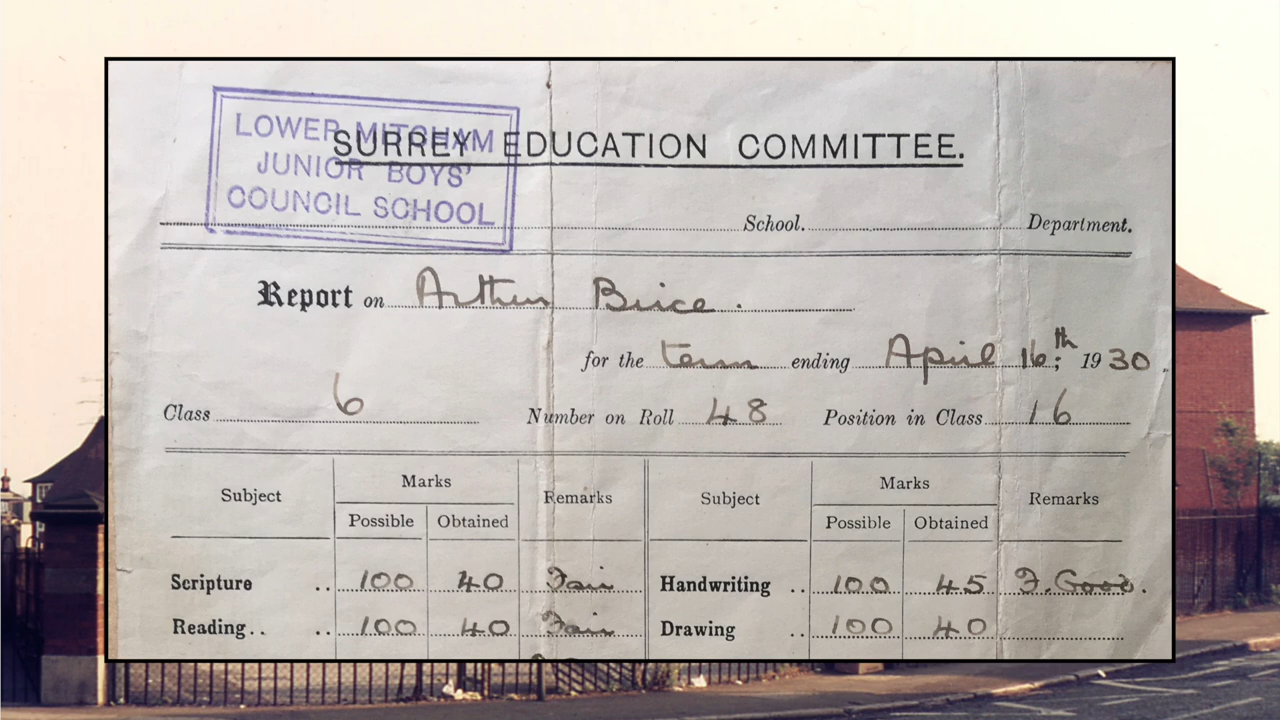 LOWER MITCHAM
JUNIOR BOYS'
COUNCIL SCHOOL
SURREY EDUCATION COMMITTEE.
School. Department.
Report on Arthur Brice.
for the term ending April 16th; 1930.
Class 6 Number on Roll 48 Position in Class 16
Subject Marks Remarks Subject Marks Remarks
Possible Obtained Possible Obtained
Scripture .. 100 40 Fair Handwriting .. 100 45 F. Good.
Reading .. .. 100 40 Fair Drawing .. 100 40